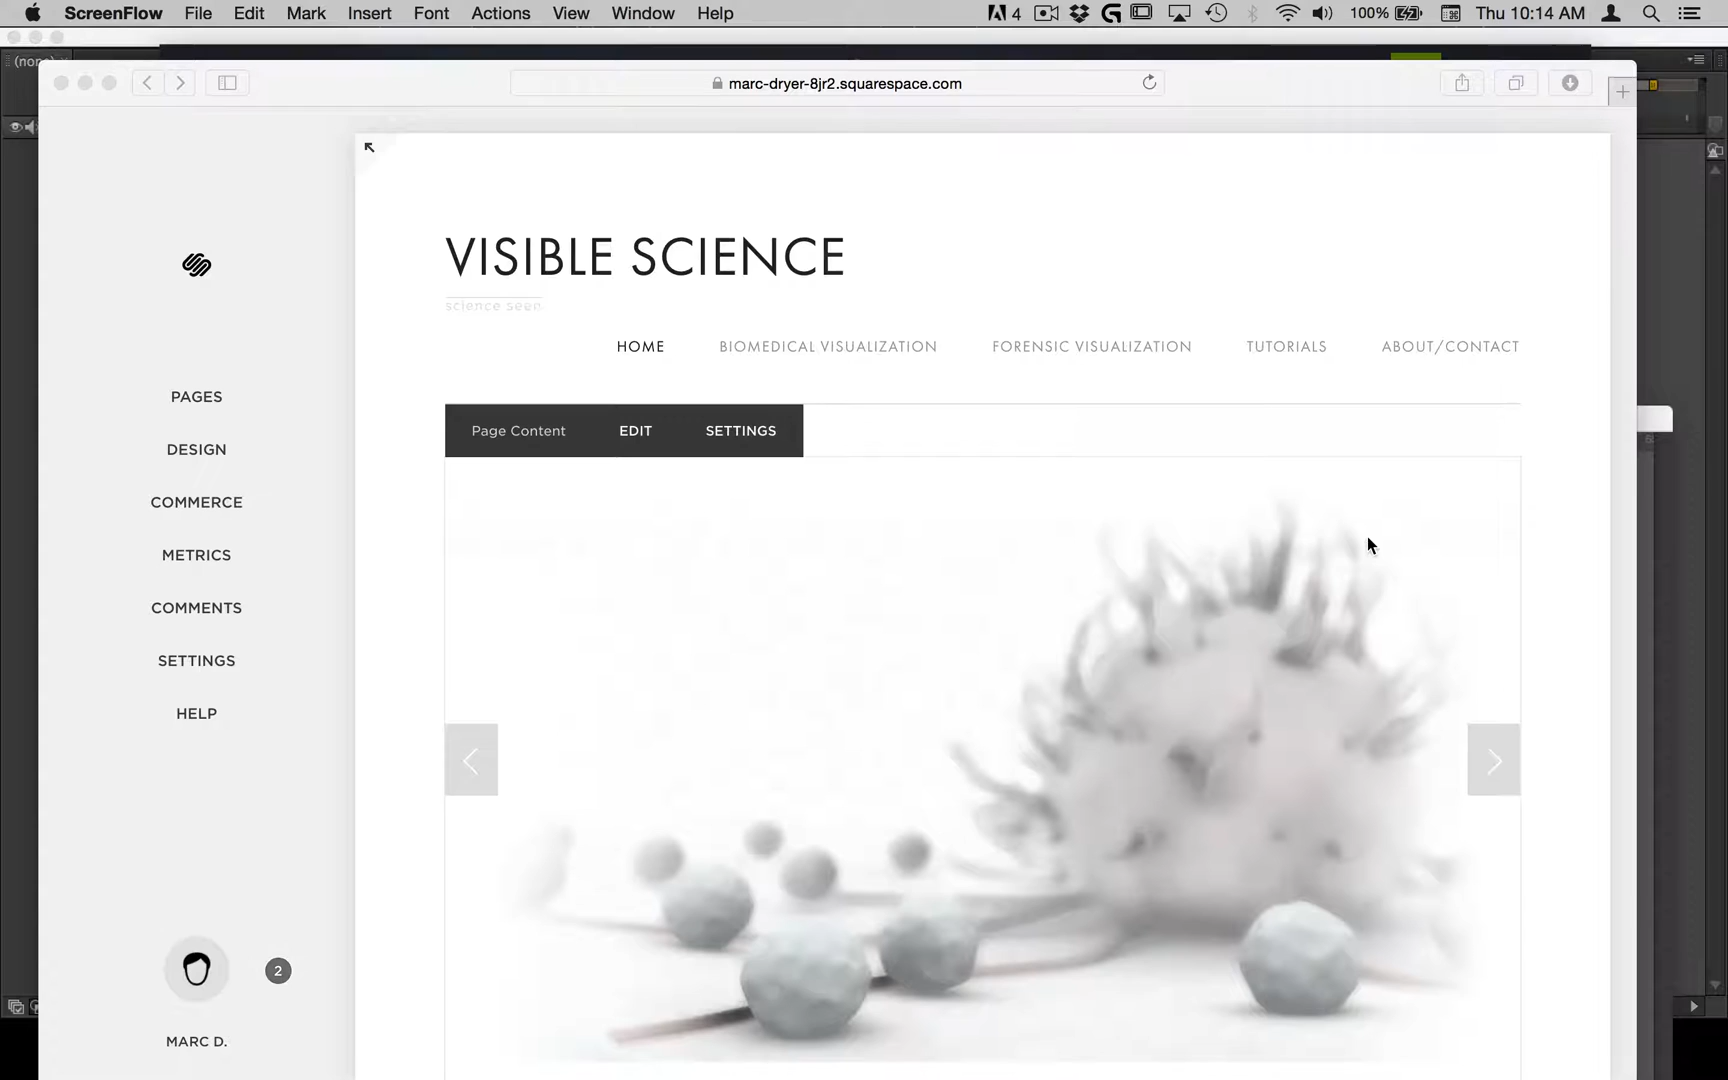 ScreenFlow File Edit Mark Insert Font Actions View Window Help 4 100% Thu 10:14 AM
(none)
marc-dryer-8jr2.squarespace.com
VISIBLE SCIENCE
science seen
HOME BIOMEDICAL VISUALIZATION FORENSIC VISUALIZATION TUTORIALS ABOUT/CONTACT
Page Content EDIT SETTINGS
PAGES
DESIGN
COMMERCE
METRICS
COMMENTS
SETTINGS
HELP
2
MARC D.